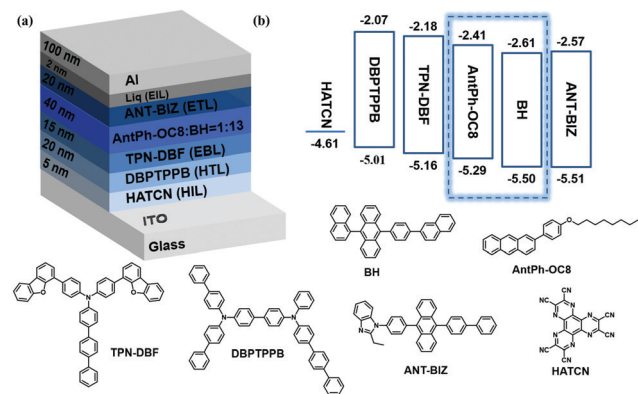 (a)
100 nm
2 nm
20 nm
40 nm
15 nm
20 nm
5 nm
Al
Liq (EIL)
ANT-BIZ (ETL)
AntPh-OC8:BH=1:13
TPN-DBF (EBL)
DBPTPPB (HTL)
HATCN (HIL)
ITO
Glass
(b)
-2.07
-2.18
-2.41
-2.61
-2.57
HATCN
DBPTPPB
TPN-DBF
AntPh-OC8
BH
ANT-BIZ
-4.61
-5.01
-5.16
-5.29
-5.50
-5.51
BH
O
AntPh-OC8
O
O
N
TPN-DBF
N
N
DBPTPPB
N
N
ANT-BIZ
NC
CN
N
N
NC
N
N
CN
NC
N
N
CN
NC
CN
HATCN